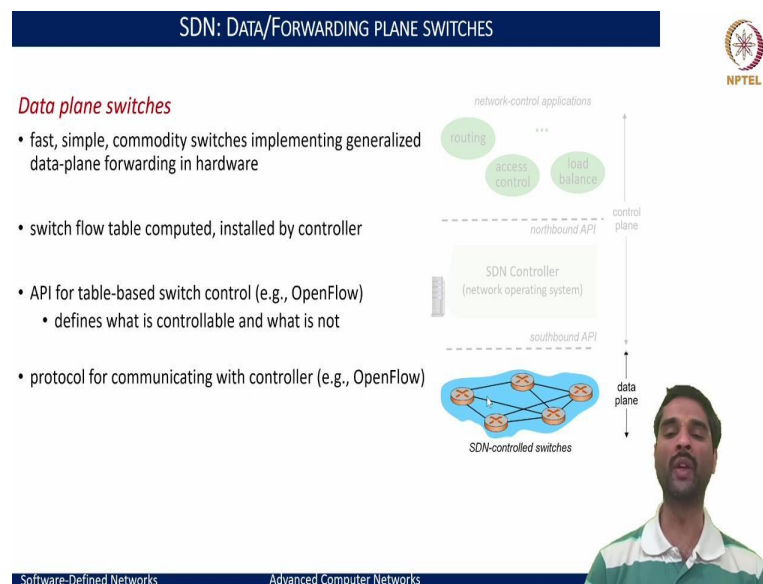 SDN: DATA/FORWARDING PLANE SWITCHES
NPTEL
Data plane switches
• fast, simple, commodity switches implementing generalized
data-plane forwarding in hardware
• switch flow table computed, installed by controller
• API for table-based switch control (e.g., OpenFlow)
• defines what is controllable and what is not
• protocol for communicating with controller (e.g., OpenFlow)
network-control applications
routing
...
access
control
load
balance
control
plane
northbound API
SDN Controller
(network operating system)
southbound API
data
plane
SDN-controlled switches
Software-Defined Networks
Advanced Computer Networks